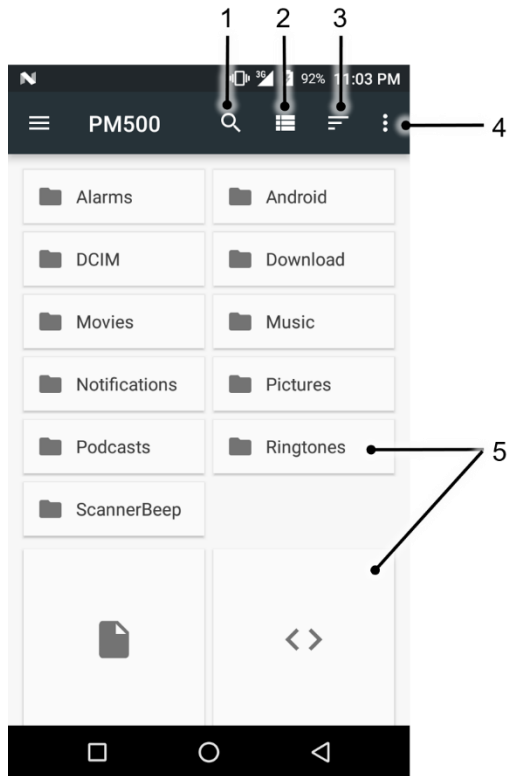 1 2 3
3G 92% 11:03 PM
PM500
4
Alarms Android
DCIM Download
Movies Music
Notifications Pictures
Podcasts Ringtones
5
ScannerBeep